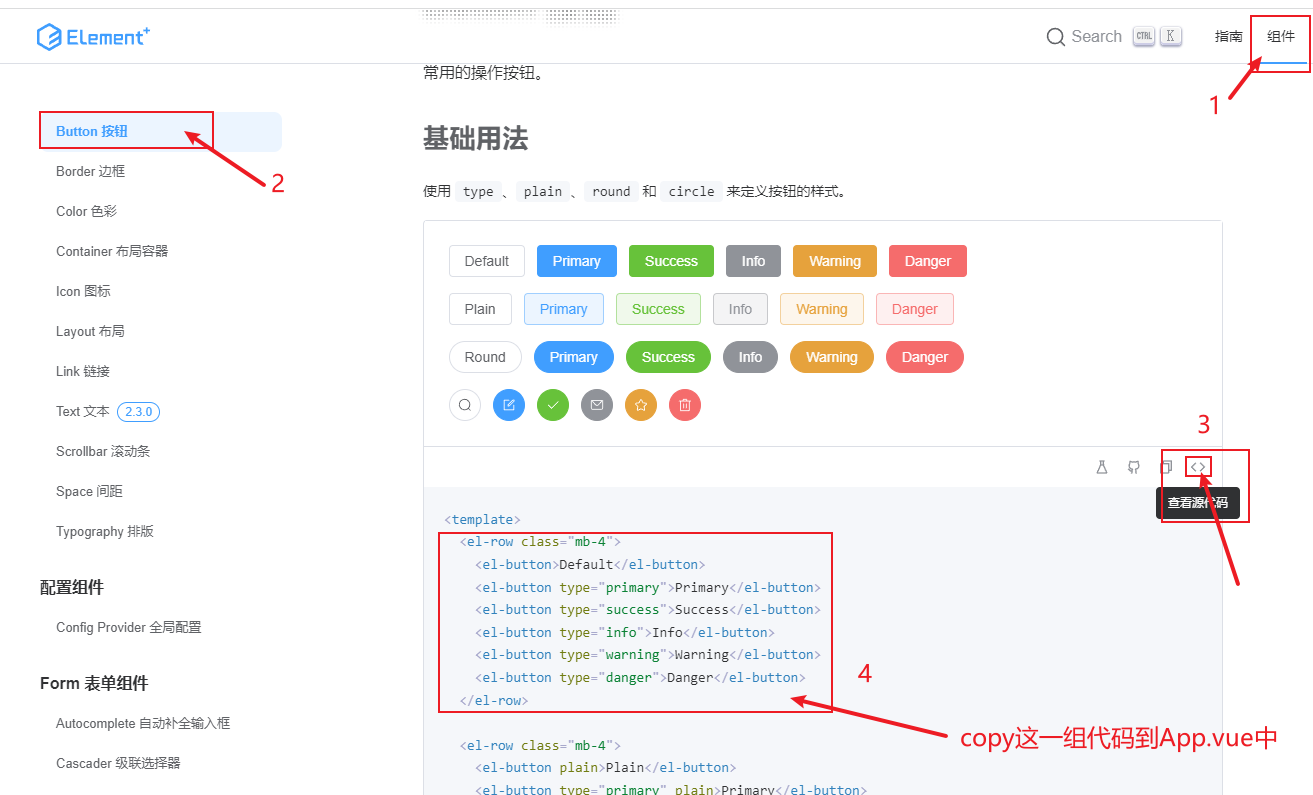 Element+
Search CTRL K 指南 组件
常用的操作按钮。
1
Button 按钮
2
Border 边框
Color 色彩
Container 布局容器
Icon 图标
Layout 布局
Link 链接
Text 文本 2.3.0
Scrollbar 滚动条
Space 间距
Typography 排版
配置组件
Config Provider 全局配置
Form 表单组件
Autocomplete 自动补全输入框
Cascader 级联选择器
基础用法
使用 type 、 plain 、 round 和 circle 来定义按钮的样式。
Default Primary Success Info Warning Danger
Plain Primary Success Info Warning Danger
Round Primary Success Info Warning Danger
3
<>
查看源代码
<template>
<el-row class="mb-4">
<el-button>Default</el-button>
<el-button type="primary">Primary</el-button>
<el-button type="success">Success</el-button>
<el-button type="info">Info</el-button>
<el-button type="warning">Warning</el-button>
<el-button type="danger">Danger</el-button>
</el-row>
4
copy这一组代码到App.vue中
<el-row class="mb-4">
<el-button plain>Plain</el-button>
<el-button type="primary" plain>Primary</el-button>